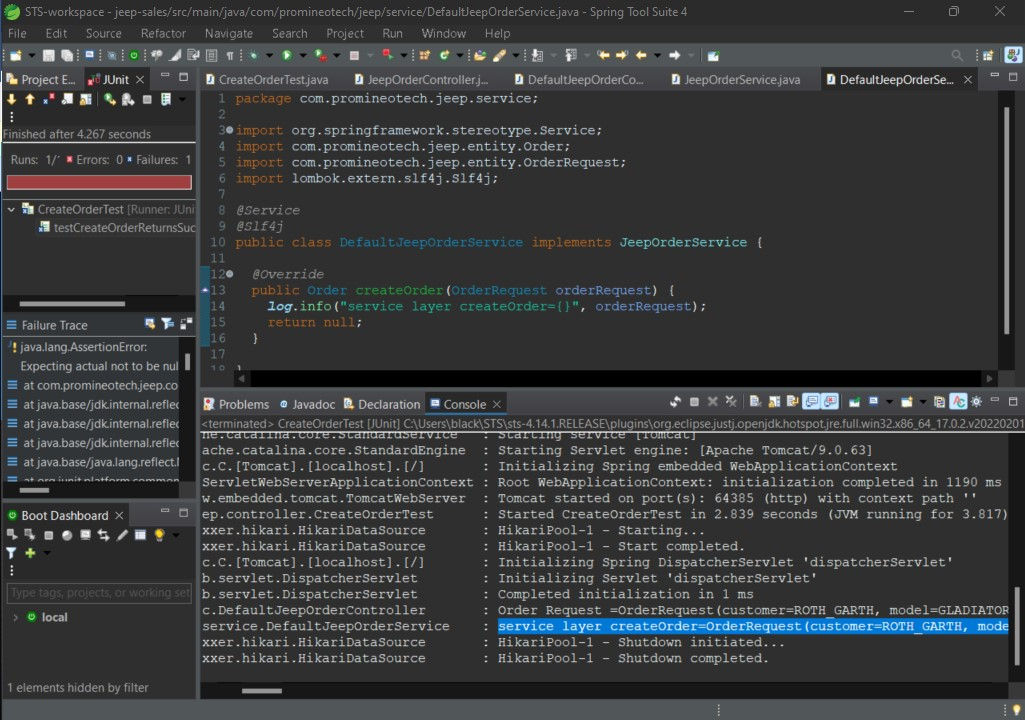 STS-workspace - jeep-sales/src/main/java/com/promineotech/jeep/service/DefaultJeepOrderService.java - Spring Tool Suite 4
File Edit Source Refactor Navigate Search Project Run Window Help
Project E... JUnit
Finished after 4.267 seconds
Runs: 1/ Errors: 0 Failures: 1
CreateOrderTest [Runner: JUni
testCreateOrderReturnsSuc
Failure Trace
java.lang.AssertionError:
Expecting actual not to be nul
at com.promineotech.jeep.co
at java.base/jdk.internal.reflec
at java.base/jdk.internal.reflec
at java.base/jdk.internal.reflec
at java.base/java.lang.reflect.
at org.junit.platform.common
Boot Dashboard
Type tags, projects, or working set
local
1 elements hidden by filter
CreateOrderTest.java JeepOrderController.j... DefaultJeepOrderCo... JeepOrderService.java DefaultJeepOrderSe...
1 package com.promineotech.jeep.service;
2
3 import org.springframework.stereotype.Service;
4 import com.promineotech.jeep.entity.Order;
5 import com.promineotech.jeep.entity.OrderRequest;
6 import lombok.extern.slf4j.Slf4j;
7
8 @Service
9 @Slf4j
10 public class DefaultJeepOrderService implements JeepOrderService {
11
12 @Override
13 public Order createOrder(OrderRequest orderRequest) {
14 log.info("service layer createOrder={}", orderRequest);
15 return null;
16 }
17
18 }
Problems Javadoc Declaration Console
<terminated> CreateOrderTest [JUnit] C:\Users\black\STS\sts-4.14.1.RELEASE\plugins\org.eclipse.justj.openjdk.hotspot.jre.full.win32.x86_64_17.0.2.v20220201
ne.catalina.core.StandardService : Starting service [Tomcat]
ache.catalina.core.StandardEngine : Starting Servlet engine: [Apache Tomcat/9.0.63]
c.C.[Tomcat].[localhost].[/] : Initializing Spring embedded WebApplicationContext
ServletWebServerApplicationContext : Root WebApplicationContext: initialization completed in 1190 ms
w.embedded.tomcat.TomcatWebServer : Tomcat started on port(s): 64385 (http) with context path ''
ep.controller.CreateOrderTest : Started CreateOrderTest in 2.839 seconds (JVM running for 3.817)
xxer.hikari.HikariDataSource : HikariPool-1 - Starting...
xxer.hikari.HikariDataSource : HikariPool-1 - Start completed.
c.C.[Tomcat].[localhost].[/] : Initializing Spring DispatcherServlet 'dispatcherServlet'
b.servlet.DispatcherServlet : Initializing Servlet 'dispatcherServlet'
b.servlet.DispatcherServlet : Completed initialization in 1 ms
c.DefaultJeepOrderController : Order Request =OrderRequest(customer=ROTH_GARTH, model=GLADIATOR
service.DefaultJeepOrderService : service layer createOrder=OrderRequest(customer=ROTH_GARTH, mode
xxer.hikari.HikariDataSource : HikariPool-1 - Shutdown initiated...
xxer.hikari.HikariDataSource : HikariPool-1 - Shutdown completed.